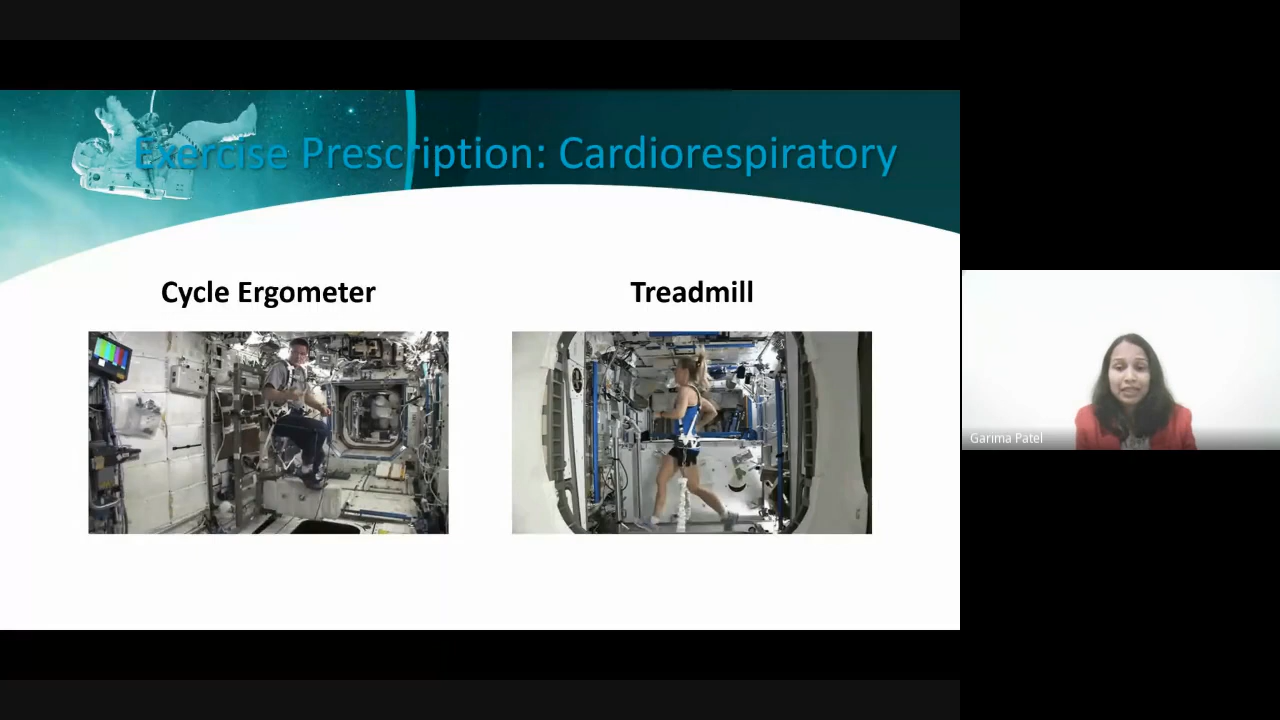 Exercise Prescription: Cardiorespiratory
Cycle Ergometer
Treadmill
Garima Patel